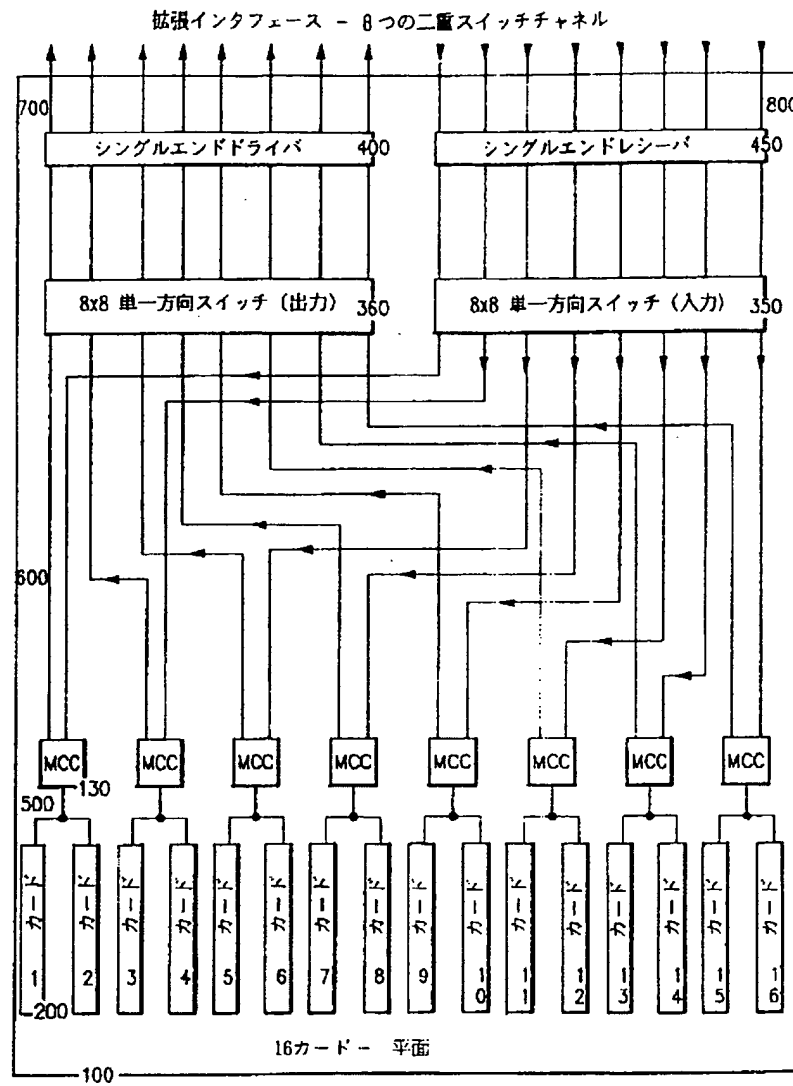 拡張インタフェース - 8つの二重スイッチチャネル
700
800
シングルエンドドライバ 400
シングルエンドレシーバ 450
8x8 単一方向スイッチ (出力) 360
8x8 単一方向スイッチ (入力) 350
600
MCC MCC MCC MCC MCC MCC MCC MCC
130
500
カード 1
カード 2
カード 3
カード 4
カード 5
カード 6
カード 7
カード 8
カード 9
カード 10
カード 11
カード 12
カード 13
カード 14
カード 15
カード 16
200
16カード - 平面
100